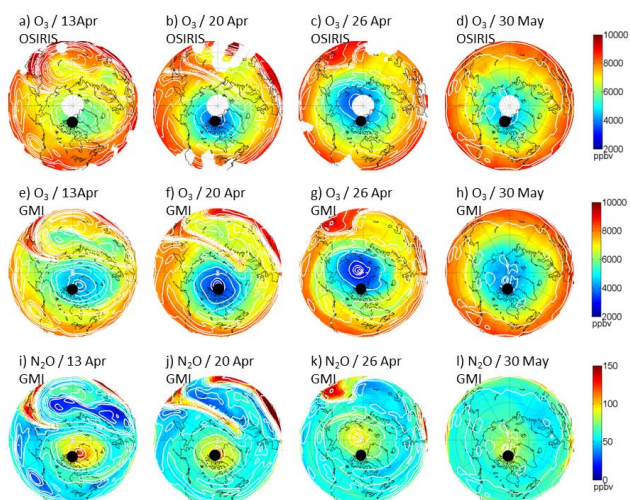 a) O₃ / 13Apr
OSIRIS
b) O₃ / 20 Apr
OSIRIS
c) O₃ / 26 Apr
OSIRIS
d) O₃ / 30 May
OSIRIS
10000
8000
6000
4000
2000
ppbv
e) O₃ / 13Apr
GMI
f) O₃ / 20 Apr
GMI
g) O₃ / 26 Apr
GMI
h) O₃ / 30 May
GMI
10000
8000
6000
4000
2000
ppbv
i) N₂O / 13 Apr
GMI
j) N₂O / 20 Apr
GMI
k) N₂O / 26 Apr
GMI
l) N₂O / 30 May
GMI
150
100
50
0
ppbv